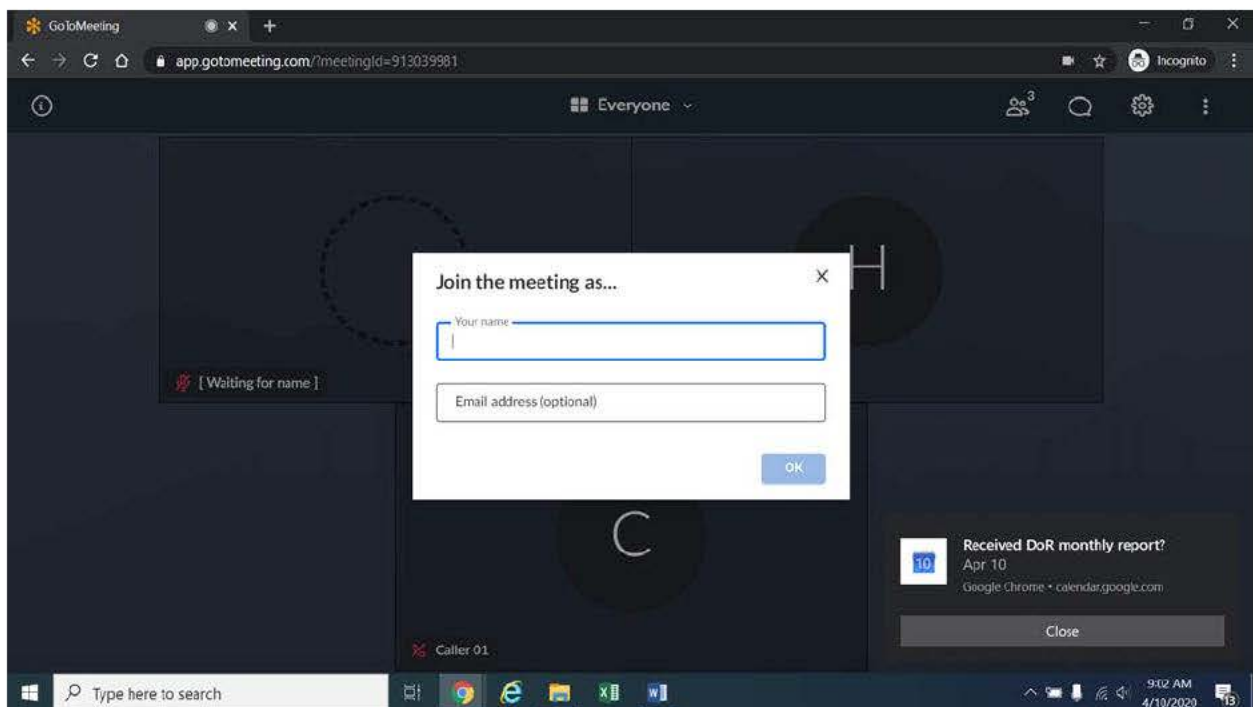 GoToMeeting
app.gotomeeting.com/?meetingId=913039981
Incognito
Everyone
3
H
Join the meeting as...
Your name
[ Waiting for name ]
Email address (optional)
OK
C
Received DoR monthly report?
10
Apr 10
Google Chrome • calendar.google.com
Close
Caller 01
Type here to search
9:02 AM
4/10/2020
13